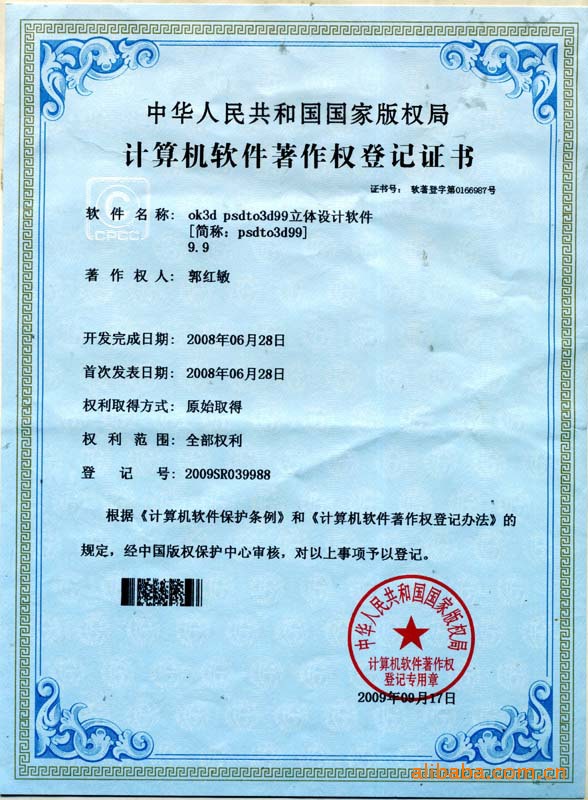 中华人民共和国国家版权局
计算机软件著作权登记证书
证书号： 软著登字第0166987号
CPCC
软件名称： ok3d psdto3d99立体设计软件
[简称：psdto3d99]
9.9
著作权人： 郭红敏
开发完成日期： 2008年06月28日
首次发表日期： 2008年06月28日
权利取得方式： 原始取得
权利范围： 全部权利
登记号： 2009SR039988
根据《计算机软件保护条例》和《计算机软件著作权登记办法》的
规定，经中国版权保护中心审核，对以上事项予以登记。
中华人民共和国国家版权局
计算机软件著作权
登记专用章
2009年09月17日
alibaba.com.cn